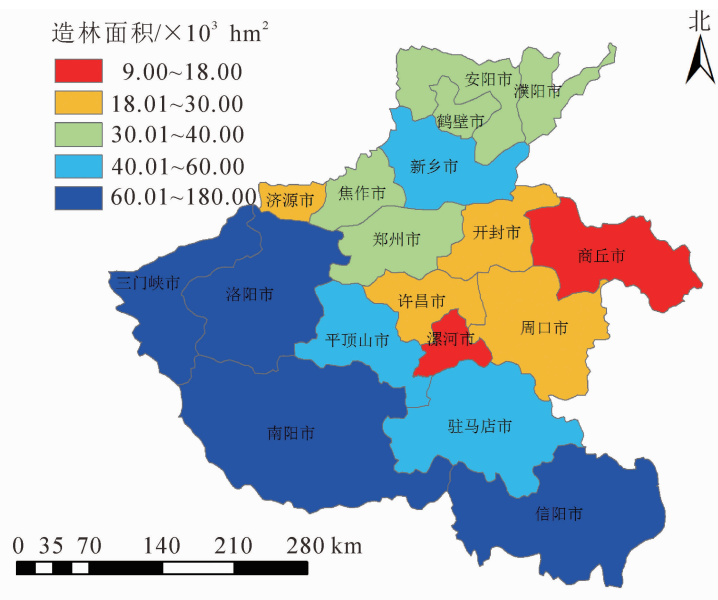 造林面积/×10³ hm²
9.00~18.00
18.01~30.00
30.01~40.00
40.01~60.00
60.01~180.00
北
安阳市
濮阳市
鹤壁市
新乡市
焦作市
济源市
郑州市
开封市
商丘市
三门峡市
洛阳市
许昌市
周口市
平顶山市
漯河市
南阳市
驻马店市
信阳市
0 35 70 140 210 280 km